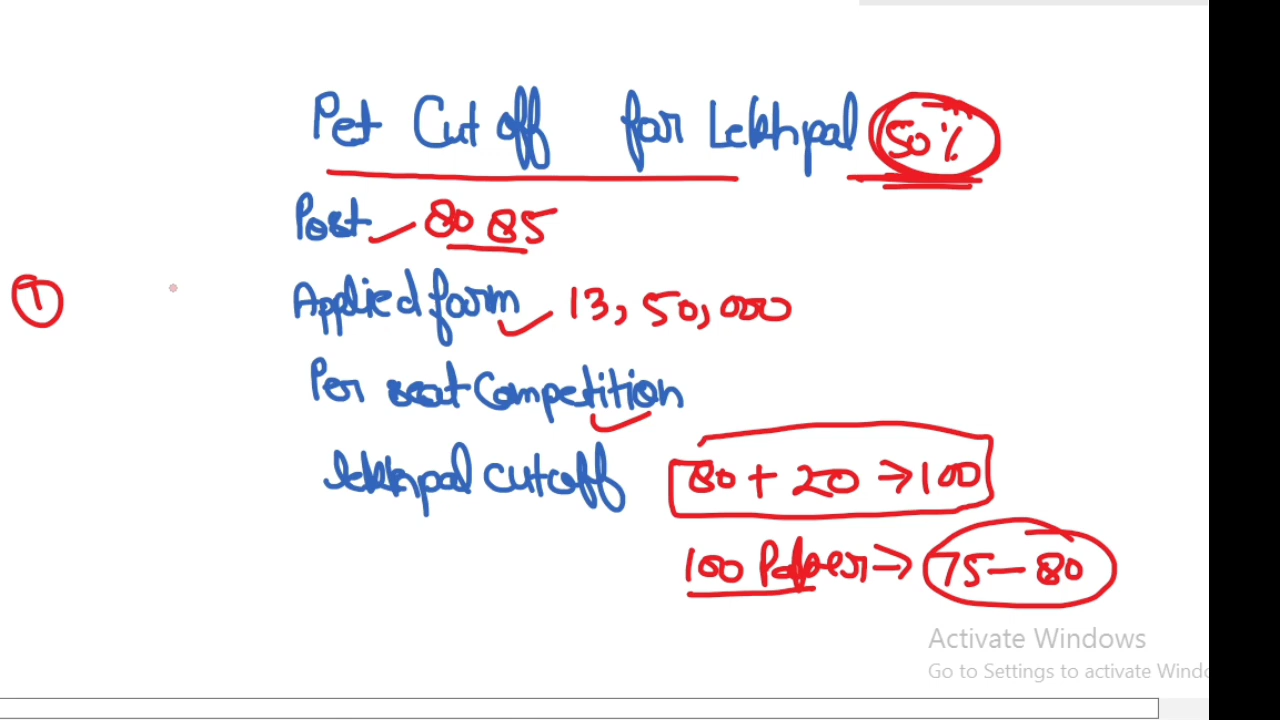 Pet Cut off for Lekhpal 50%
Post 8085
① Applied form 13,50,000
Per seat Competition
lekhpal cutoff 80 + 20 → 100
100 Paper → 75 – 80
Activate Windows
Go to Settings to activate Windo